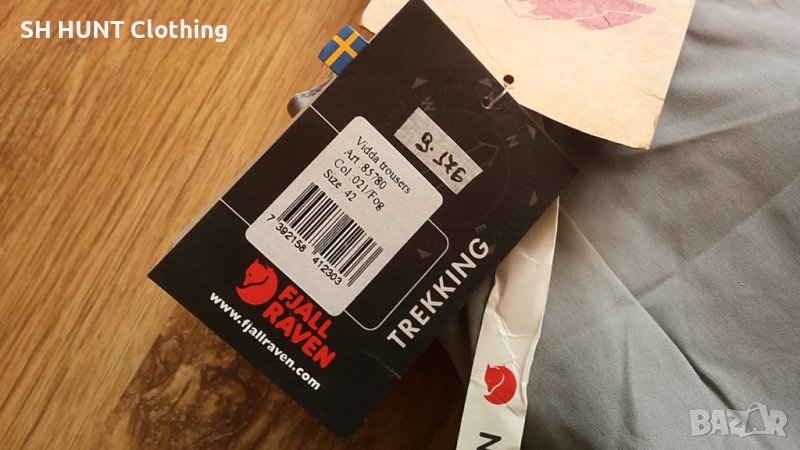 SH HUNT Clothing
Vidda trousers
Art: 85780
Col.:021/Fog
Size: 42
7 392158 412303
FJALL
RAVEN
www.fjallraven.com
TREKKING
W
N
E
N
BAZAR